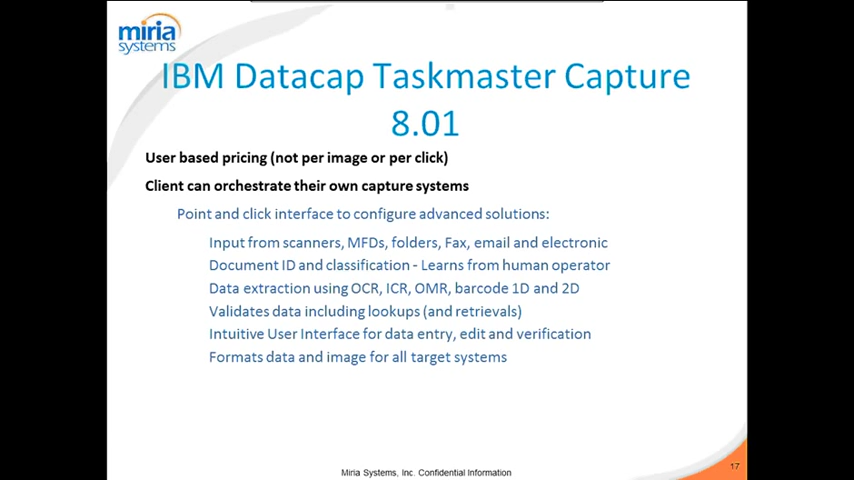 miria
systems
IBM Datacap Taskmaster Capture
8.01
User based pricing (not per image or per click)
Client can orchestrate their own capture systems
Point and click interface to configure advanced solutions:
Input from scanners, MFDs, folders, Fax, email and electronic
Document ID and classification - Learns from human operator
Data extraction using OCR, ICR, OMR, barcode 1D and 2D
Validates data including lookups (and retrievals)
Intuitive User Interface for data entry, edit and verification
Formats data and image for all target systems
Miria Systems, Inc. Confidential Information
17